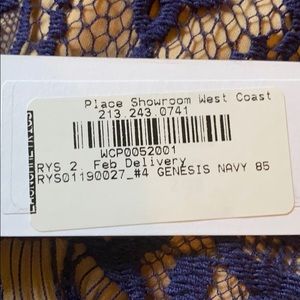 Place Showroom West Coast
213.243.0741
WCP0052001
RYS 2 Feb Delivery
RYS01190027_#4 GENESIS NAVY 85